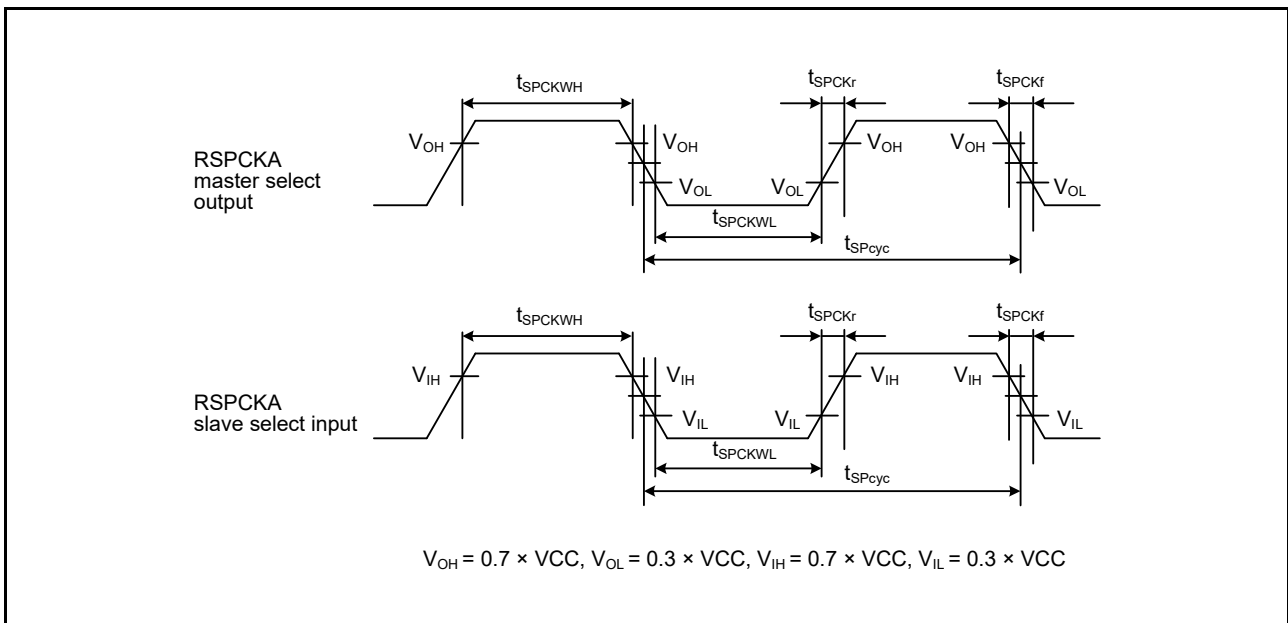 tSPCKWH
tSPCKr
tSPCKf
RSPCKA
master select
output
VOH
VOH
VOL
VOL
VOH
VOH
VOL
tSPCKWL
tSPcyc
tSPCKWH
tSPCKr
tSPCKf
RSPCKA
slave select input
VIH
VIH
VIL
VIL
VIH
VIH
VIL
tSPCKWL
tSPcyc
VOH = 0.7 × VCC, VOL = 0.3 × VCC, VIH = 0.7 × VCC, VIL = 0.3 × VCC